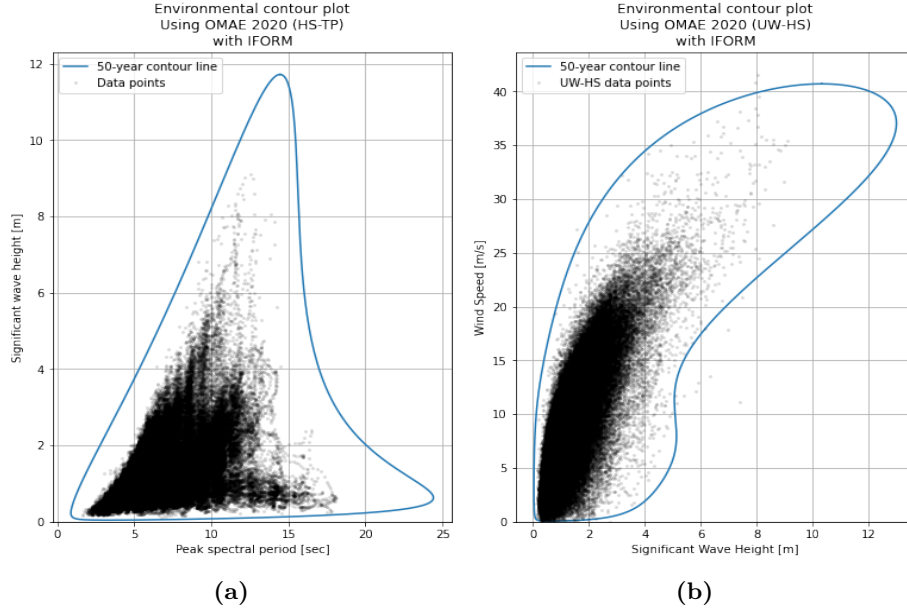 Environmental contour plot
Using OMAE 2020 (HS-TP)
with IFORM
12
10
8
6
4
2
0
Significant wave height [m]
50-year contour line
Data points
0 5 10 15 20 25
Peak spectral period [sec]
(a)
Environmental contour plot
Using OMAE 2020 (UW-HS)
with IFORM
40
35
30
25
20
15
10
5
0
Wind Speed [m/s]
50-year contour line
UW-HS data points
0 2 4 6 8 10 12
Significant Wave Height [m]
(b)